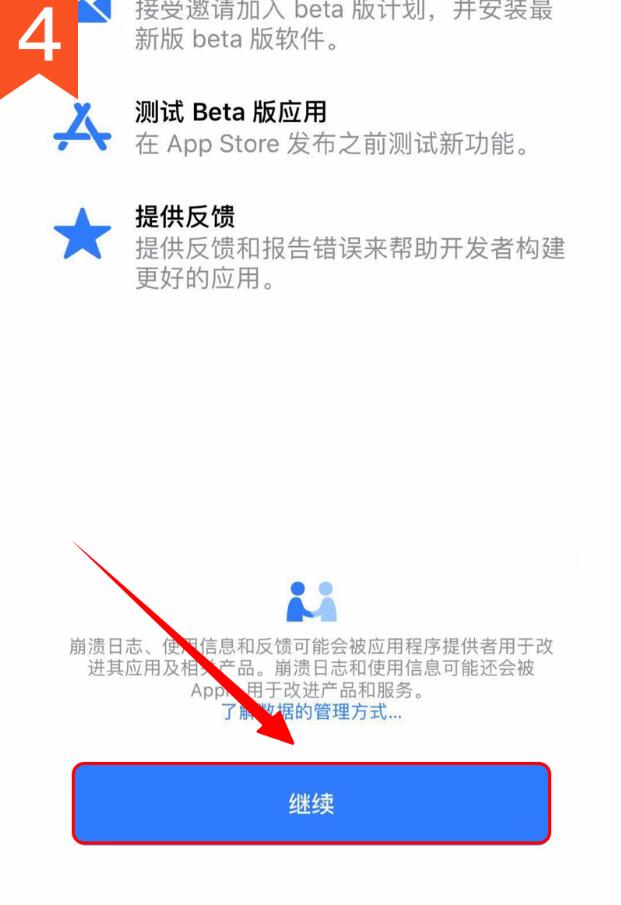 4
接受邀请加入 beta 版计划，并安装最
新版 beta 版软件。
测试 Beta 版应用
在 App Store 发布之前测试新功能。
提供反馈
提供反馈和报告错误来帮助开发者构建
更好的应用。
崩溃日志、使用信息和反馈可能会被应用程序提供者用于改
进其应用及相关产品。崩溃日志和使用信息可能还会被
Apple 用于改进产品和服务。
了解数据的管理方式...
继续